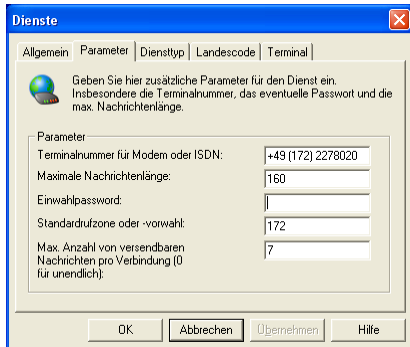 Dienste
Allgemein Parameter Diensttyp Landescode Terminal
Geben Sie hier zusätzliche Parameter für den Dienst ein.
Insbesondere die Terminalnummer, das eventuelle Passwort und die
max. Nachrichtenlänge.
Parameter
Terminalnummer für Modem oder ISDN: +49 (172) 2278020
Maximale Nachrichtenlänge: 160
Einwahlpassword:
Standardrufzone oder -vorwahl: 172
Max. Anzahl von versendbaren
Nachrichten pro Verbindung (0 7
für unendlich):
OK Abbrechen Übernehmen Hilfe